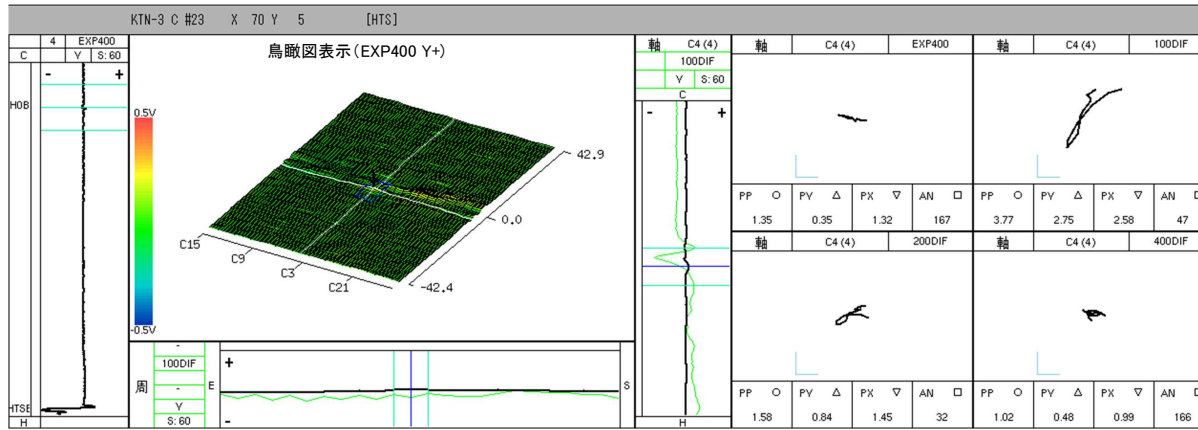 KTN-3 C #23 X 70 Y 5 [HTS]
4 EXP400
C Y S:60
- +
HOB
HTSE
H
鳥瞰図表示(EXP400 Y+)
0.5V
-0.5V
42.9
0.0
-42.4
C15
C9
C3
C21
周
-
100DIF
-
Y
S:60
+
-
E
S
軸 C4(4)
100DIF
Y S:60
C
- +
H
軸 C4(4) EXP400
PP ○ PY △ PX ▽ AN □
1.35 0.35 1.32 167
軸 C4(4) 100DIF
PP ○ PY △ PX ▽ AN □
3.77 2.75 2.58 47
軸 C4(4) 200DIF
PP ○ PY △ PX ▽ AN □
1.58 0.84 1.45 32
軸 C4(4) 400DIF
PP ○ PY △ PX ▽ AN □
1.02 0.48 0.99 166